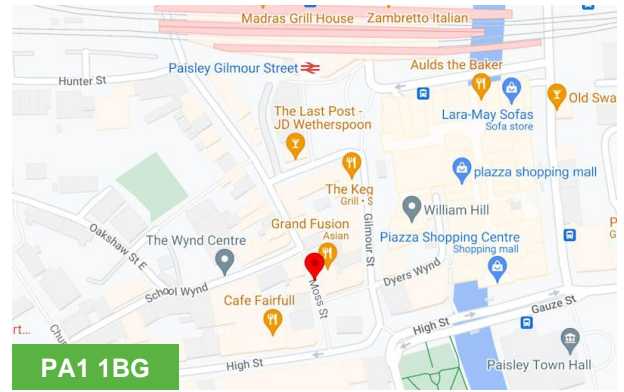 Madras Grill House
Zambretto Italian
Paisley Gilmour Street
Aulds the Baker
Hunter St
Lara-May Sofas
Sofa store
Old Swa
The Last Post -
JD Wetherspoon
The Keg
Grill • $
piazza shopping mall
Oakshaw St E
William Hill
Gilmour St
Grand Fusion
Asian
The Wynd Centre
Piazza Shopping Centre
Shopping mall
P
G
School Wynd
Moss St
Dyers Wynd
Cafe Fairfull
Gauze St
High St
ert...
Chu
High St
Paisley Town Hall
PA1 1BG